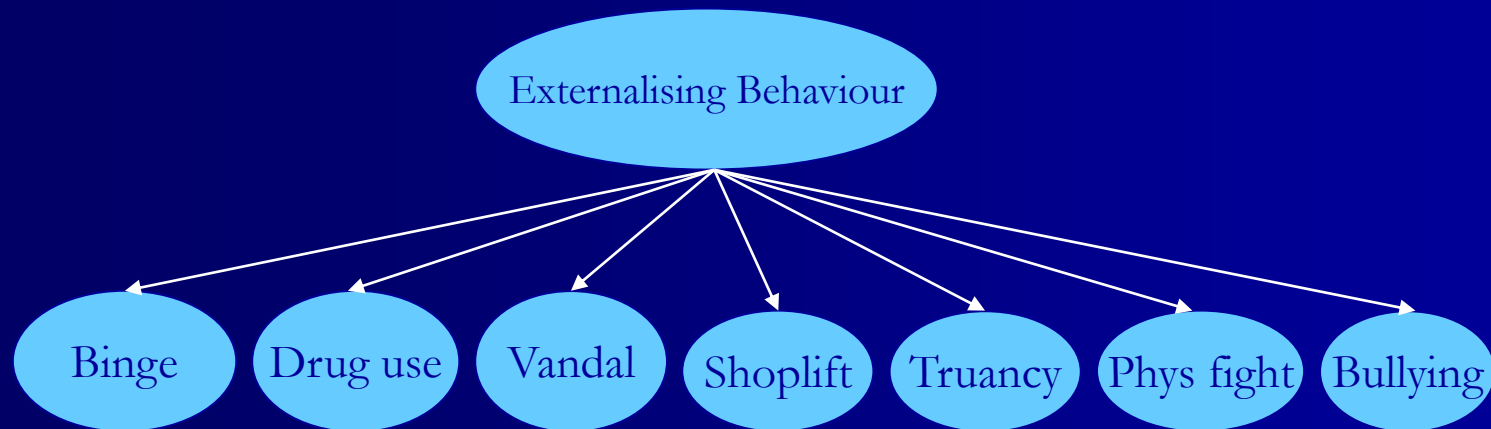 Externalising Behaviour
Binge
Drug use
Vandal
Shoplift
Truancy
Phys fight
Bullying